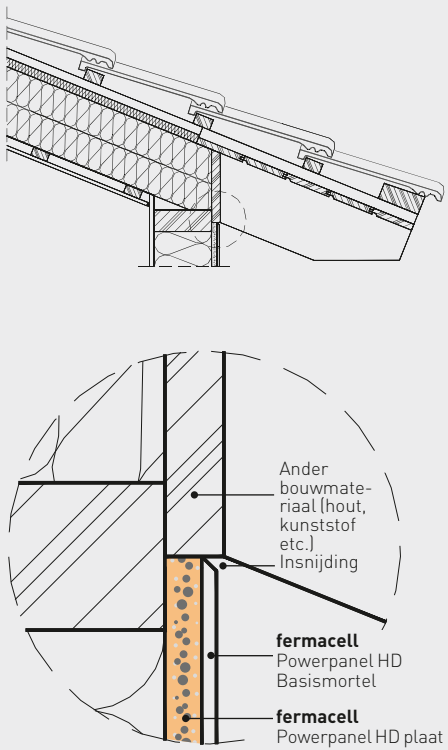 Ander
bouwmate-
riaal (hout,
kunststof
etc.)
Insnijding
fermacell
Powerpanel HD
Basismortel
fermacell
Powerpanel HD plaat